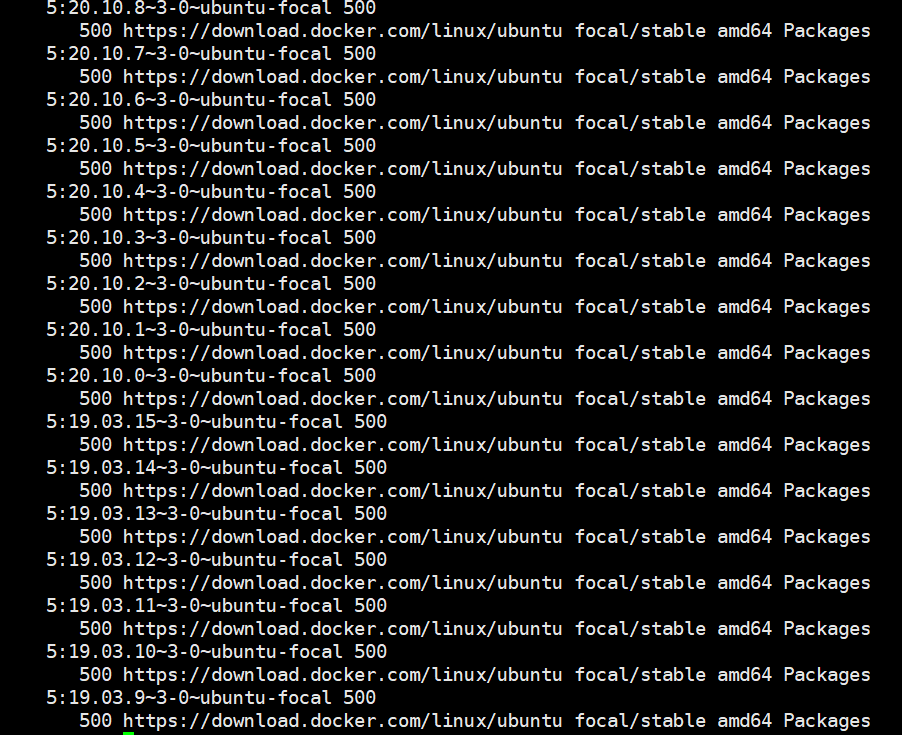 5:20.10.8~3-0~ubuntu-focal 500
500 https://download.docker.com/linux/ubuntu focal/stable amd64 Packages
5:20.10.7~3-0~ubuntu-focal 500
500 https://download.docker.com/linux/ubuntu focal/stable amd64 Packages
5:20.10.6~3-0~ubuntu-focal 500
500 https://download.docker.com/linux/ubuntu focal/stable amd64 Packages
5:20.10.5~3-0~ubuntu-focal 500
500 https://download.docker.com/linux/ubuntu focal/stable amd64 Packages
5:20.10.4~3-0~ubuntu-focal 500
500 https://download.docker.com/linux/ubuntu focal/stable amd64 Packages
5:20.10.3~3-0~ubuntu-focal 500
500 https://download.docker.com/linux/ubuntu focal/stable amd64 Packages
5:20.10.2~3-0~ubuntu-focal 500
500 https://download.docker.com/linux/ubuntu focal/stable amd64 Packages
5:20.10.1~3-0~ubuntu-focal 500
500 https://download.docker.com/linux/ubuntu focal/stable amd64 Packages
5:20.10.0~3-0~ubuntu-focal 500
500 https://download.docker.com/linux/ubuntu focal/stable amd64 Packages
5:19.03.15~3-0~ubuntu-focal 500
500 https://download.docker.com/linux/ubuntu focal/stable amd64 Packages
5:19.03.14~3-0~ubuntu-focal 500
500 https://download.docker.com/linux/ubuntu focal/stable amd64 Packages
5:19.03.13~3-0~ubuntu-focal 500
500 https://download.docker.com/linux/ubuntu focal/stable amd64 Packages
5:19.03.12~3-0~ubuntu-focal 500
500 https://download.docker.com/linux/ubuntu focal/stable amd64 Packages
5:19.03.11~3-0~ubuntu-focal 500
500 https://download.docker.com/linux/ubuntu focal/stable amd64 Packages
5:19.03.10~3-0~ubuntu-focal 500
500 https://download.docker.com/linux/ubuntu focal/stable amd64 Packages
5:19.03.9~3-0~ubuntu-focal 500
500 https://download.docker.com/linux/ubuntu focal/stable amd64 Packages